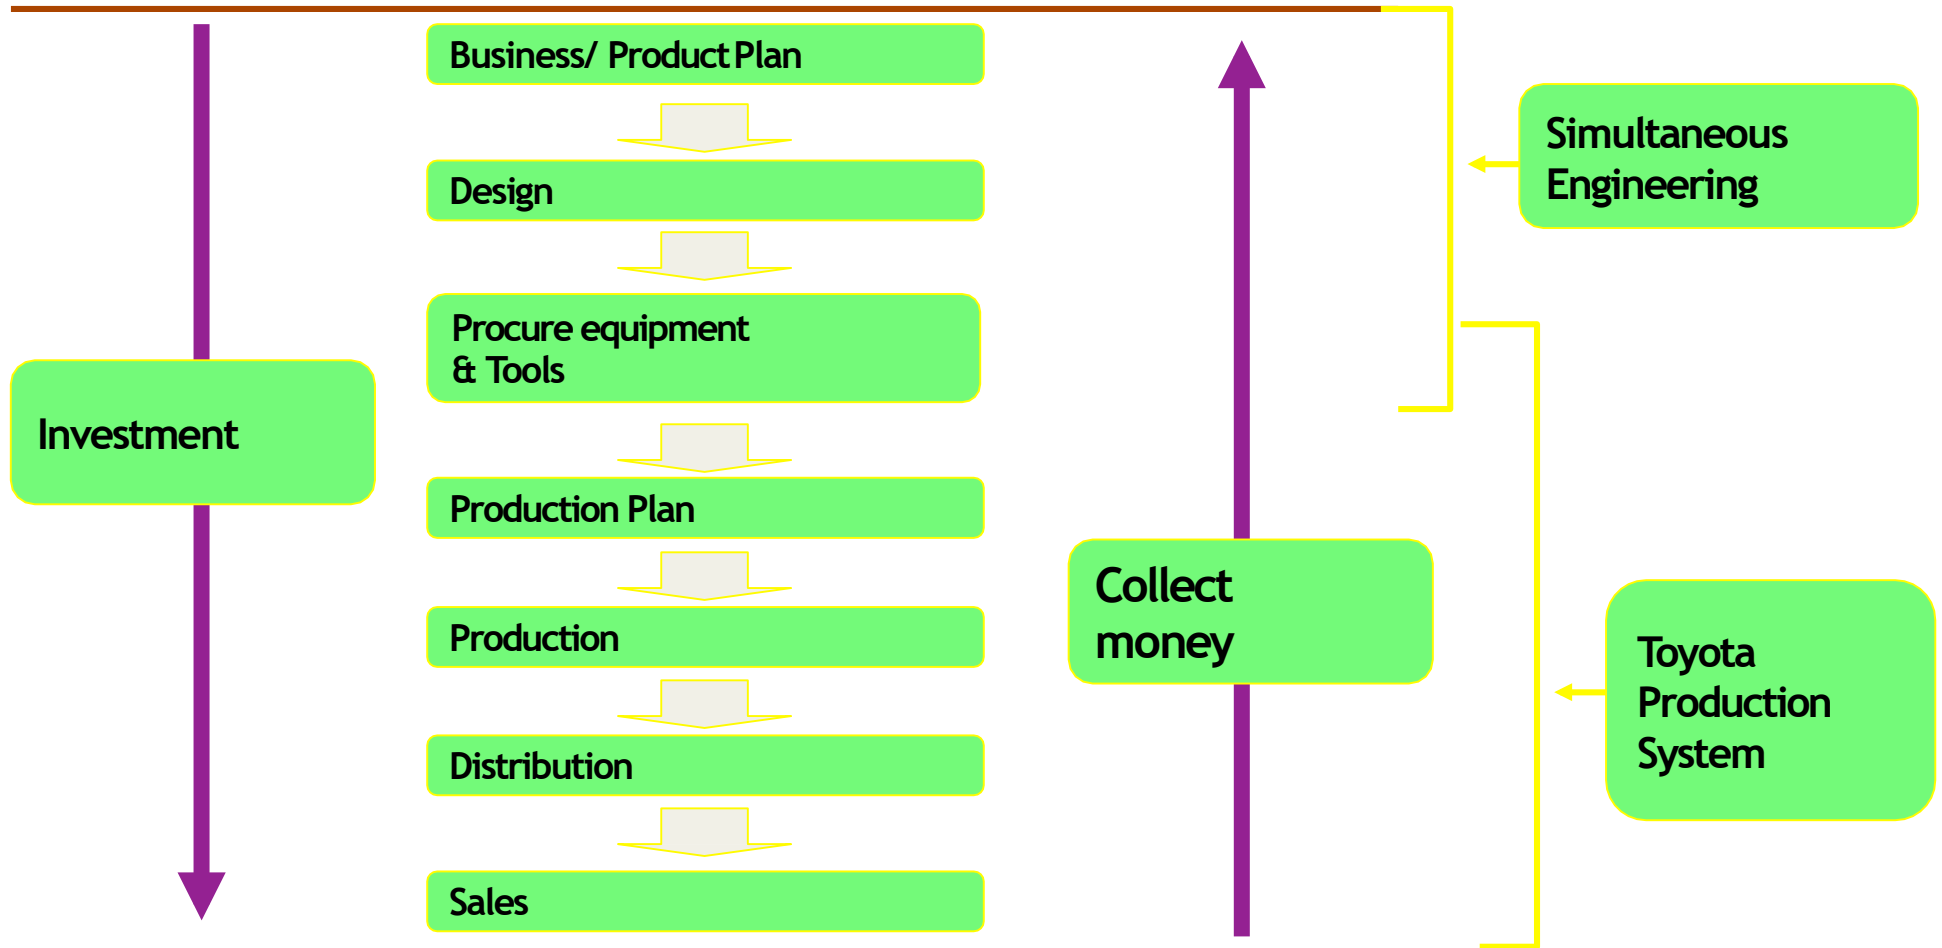 Business/ Product Plan
Simultaneous
Engineering
Design
Procure equipment
& Tools
Investment
Production Plan
Collect
money
Production
Toyota
Production
System
Distribution
Sales